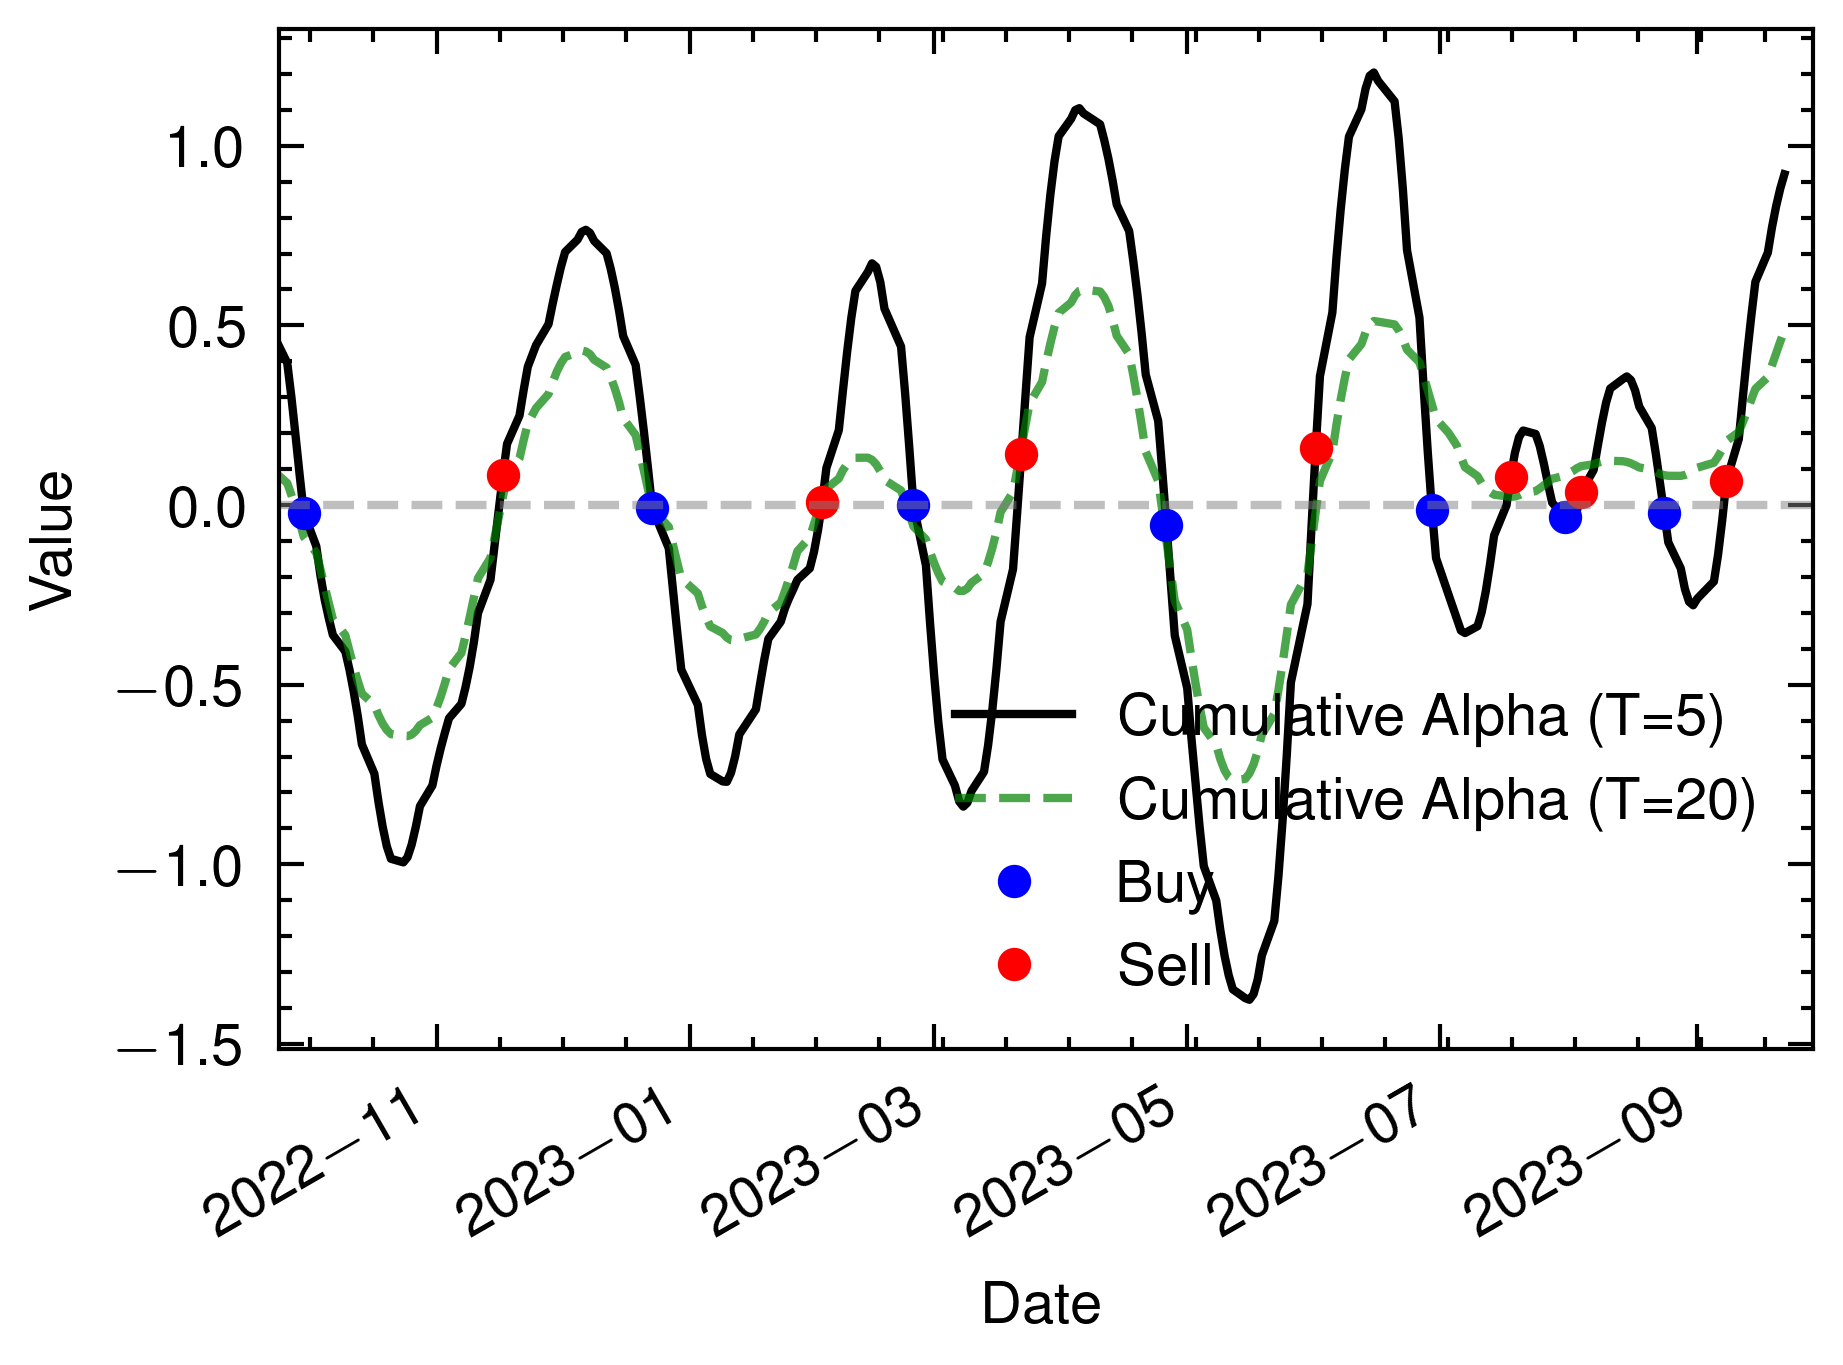 1.0
0.5
0.0
−0.5
−1.0
−1.5
Value
Cumulative Alpha (T=5)
Cumulative Alpha (T=20)
Buy
Sell
2022−11
2023−01
2023−03
2023−05
2023−07
2023−09
Date